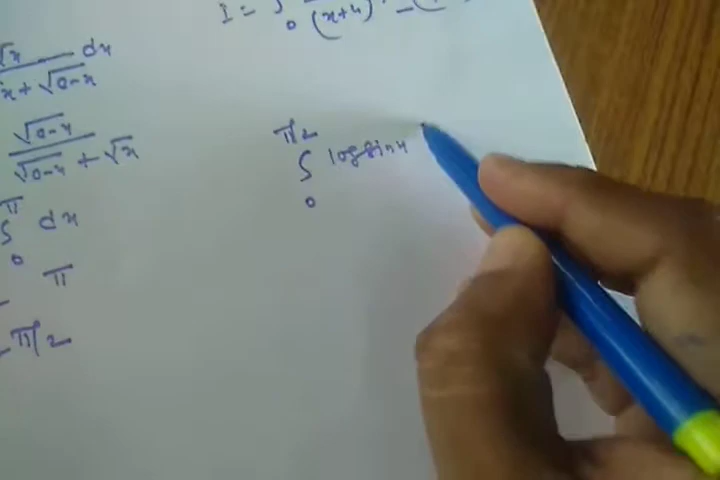 I = ∫
0 (x+4)
√x dx
x + √a-x
√a-x
√a-x + √x
π
∫ dx
0
π
π/2
π/2
∫ log sin x
0